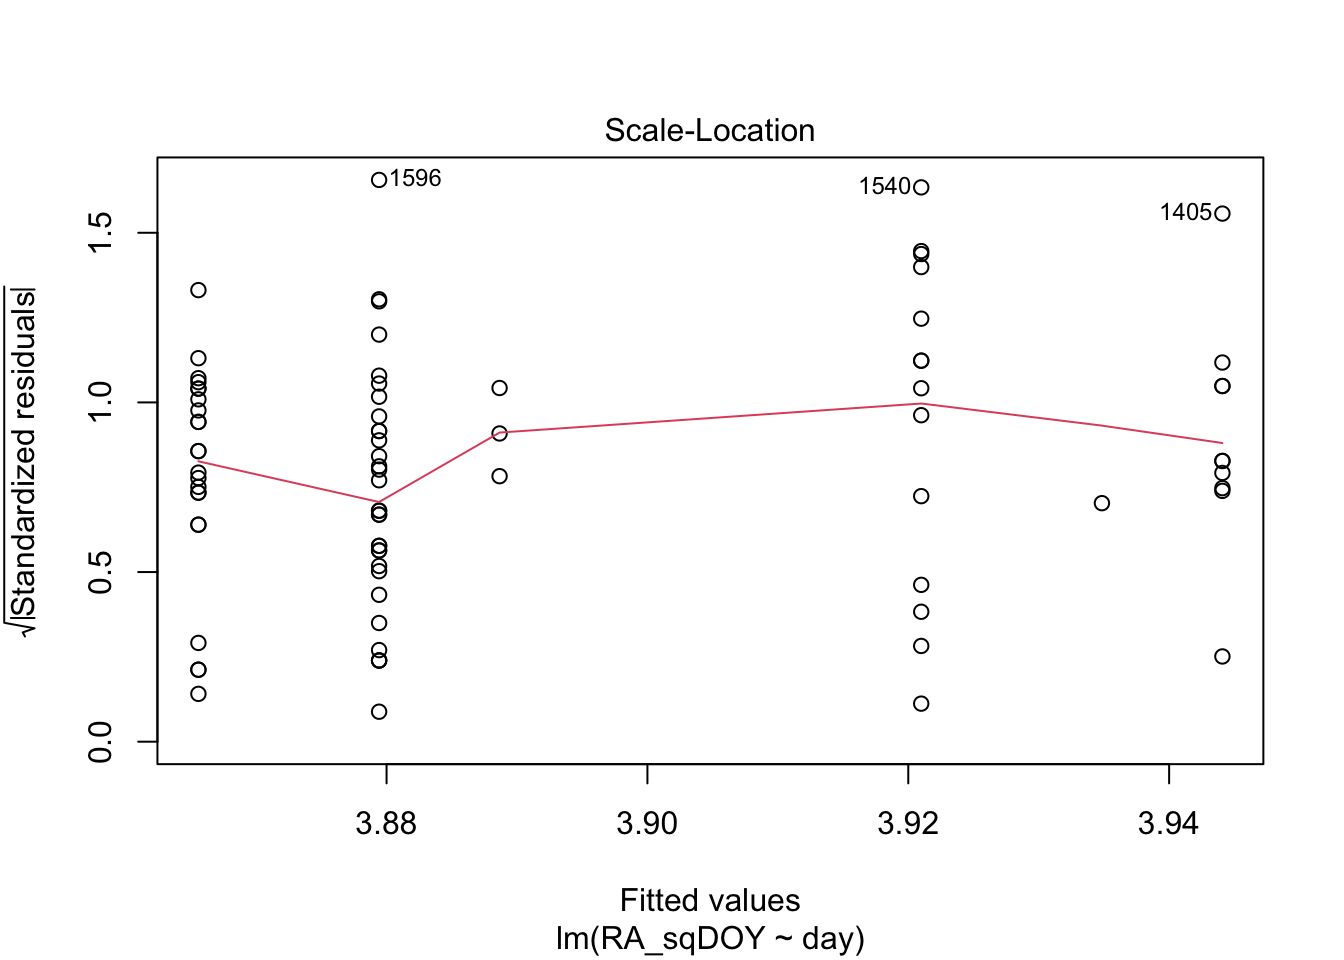 Scale-Location
1596
1540
1405
√|Standardized residuals|
0.0
0.5
1.0
1.5
3.88
3.90
3.92
3.94
Fitted values
lm(RA_sqDOY ~ day)